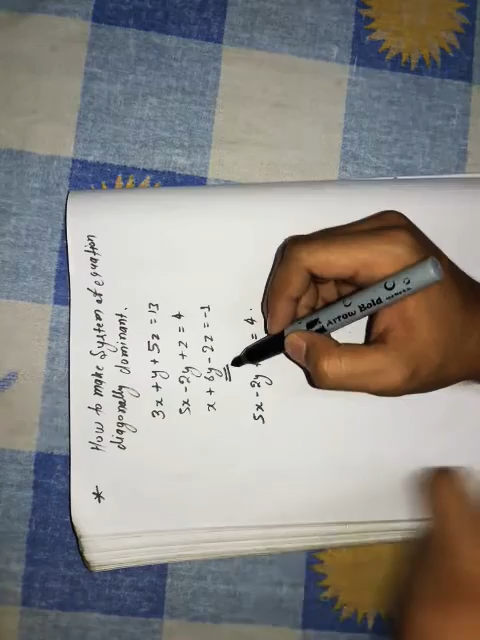 * How to make system of equation
diagonally dominant.
3x + y + 5z = 13
5x - 2y + z = 4
x + 6y - 2z = -1
5x - 2y + = 4.
Arrow Bold